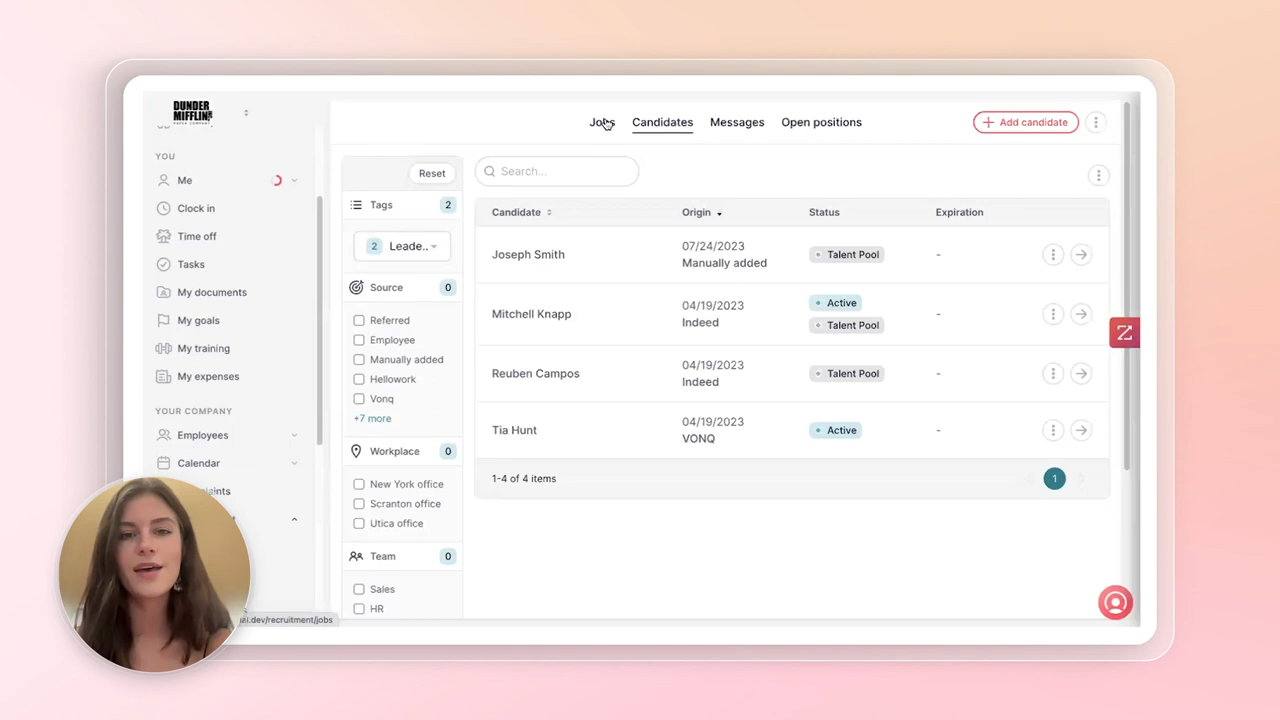 DUNDER
MIFFLIN
YOU
Me
Clock in
Time off
Tasks
My documents
My goals
My training
My expenses
YOUR COMPANY
Employees
Calendar
ai.dev/recruitment/jobs
Jobs
Candidates
Messages
Open positions
+ Add candidate
Reset
Tags 2
2 Leade..
Source 0
Referred
Employee
Manually added
Hellowork
Vonq
+7 more
Workplace 0
New York office
Scranton office
Utica office
Team 0
Sales
HR
Search...
Candidate Origin Status Expiration
Joseph Smith
07/24/2023
Manually added
Talent Pool
-
Mitchell Knapp
04/19/2023
Indeed
Active
Talent Pool
-
Reuben Campos
04/19/2023
Indeed
Talent Pool
-
Tia Hunt
04/19/2023
VONQ
Active
-
1-4 of 4 items
1